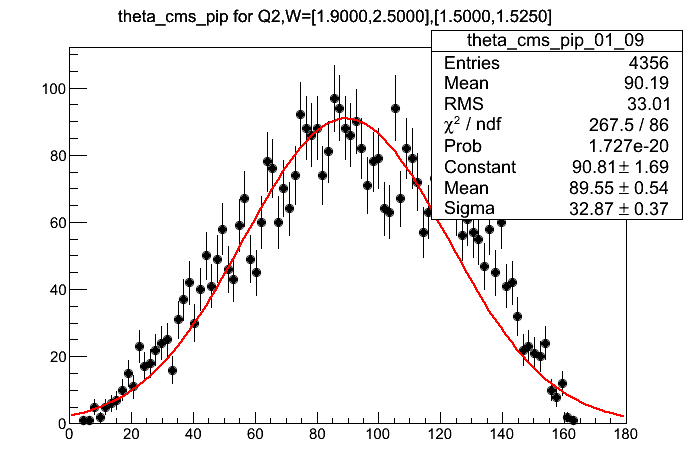 theta_cms_pip for Q2,W=[1.9000,2.5000],[1.5000,1.5250]
theta_cms_pip_01_09
Entries 4356
Mean 90.19
RMS 33.01
χ² / ndf 267.5 / 86
Prob 1.727e-20
Constant 90.81 ± 1.69
Mean 89.55 ± 0.54
Sigma 32.87 ± 0.37
100
80
60
40
20
0
0 20 40 60 80 100 120 140 160 180